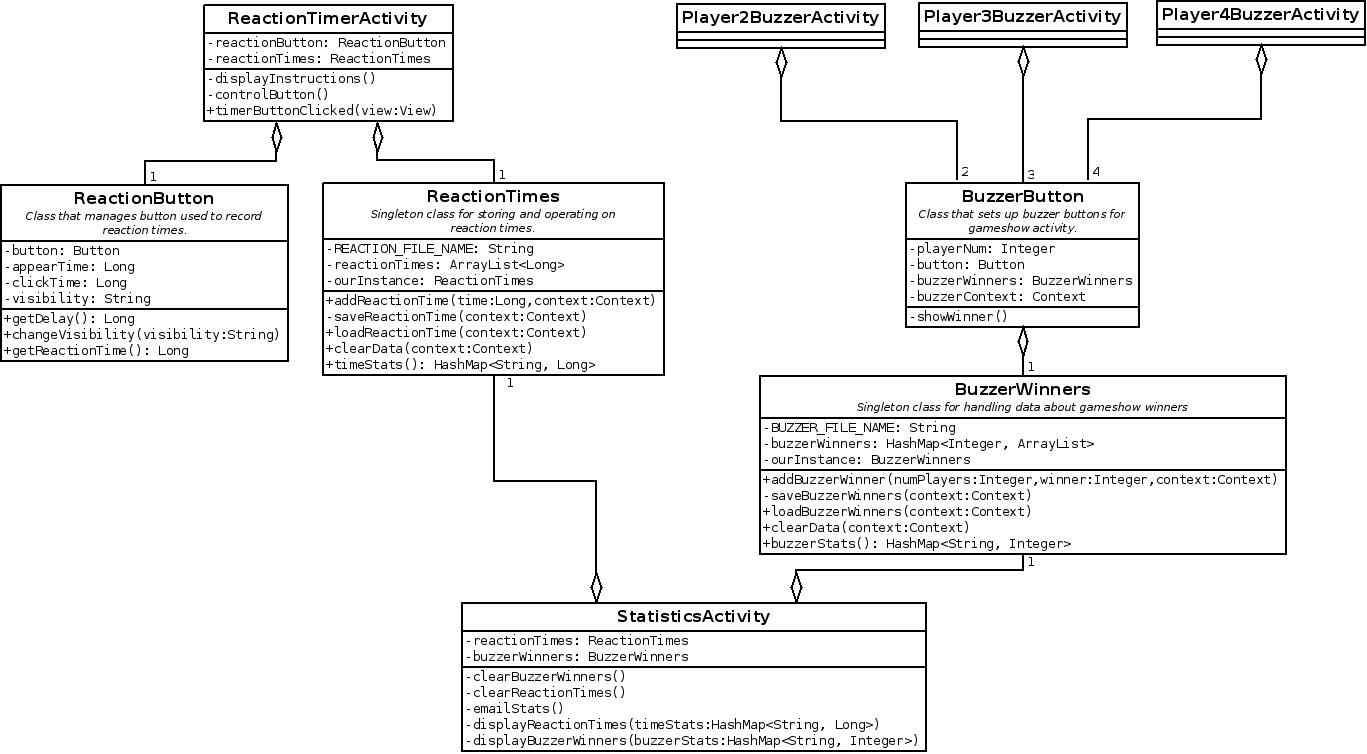 ReactionTimerActivity
-reactionButton: ReactionButton
-reactionTimes: ReactionTimes
-displayInstructions()
-controlButton()
+timerButtonClicked(view:View)
Player2BuzzerActivity
Player3BuzzerActivity
Player4BuzzerActivity
1
1
2
3
4
ReactionButton
Class that manages button used to record
reaction times.
-button: Button
-appearTime: Long
-clickTime: Long
-visibility: String
+getDelay(): Long
+changeVisibility(visibility:String)
+getReactionTime(): Long
ReactionTimes
Singleton class for storing and operating on
reaction times.
-REACTION_FILE_NAME: String
-reactionTimes: ArrayList<Long>
-ourInstance: ReactionTimes
+addReactionTime(time:Long,context:Context)
-saveReactionTime(context:Context)
+loadReactionTime(context:Context)
+clearData(context:Context)
+timeStats(): HashMap<String, Long>
1
BuzzerButton
Class that sets up buzzer buttons for
gameshow activity.
-playerNum: Integer
-button: Button
-buzzerWinners: BuzzerWinners
-buzzerContext: Context
-showWinner()
1
BuzzerWinners
Singleton class for handling data about gameshow winners
-BUZZER_FILE_NAME: String
-buzzerWinners: HashMap<Integer, ArrayList>
-ourInstance: BuzzerWinners
+addBuzzerWinner(numPlayers:Integer,winner:Integer,context:Context)
-saveBuzzerWinners(context:Context)
+loadBuzzerWinners(context:Context)
+clearData(context:Context)
+buzzerStats(): HashMap<String, Integer>
1
StatisticsActivity
-reactionTimes: ReactionTimes
-buzzerWinners: BuzzerWinners
-clearBuzzerWinners()
-clearReactionTimes()
-emailStats()
-displayReactionTimes(timeStats:HashMap<String, Long>)
-displayBuzzerWinners(buzzerStats:HashMap<String, Integer>)